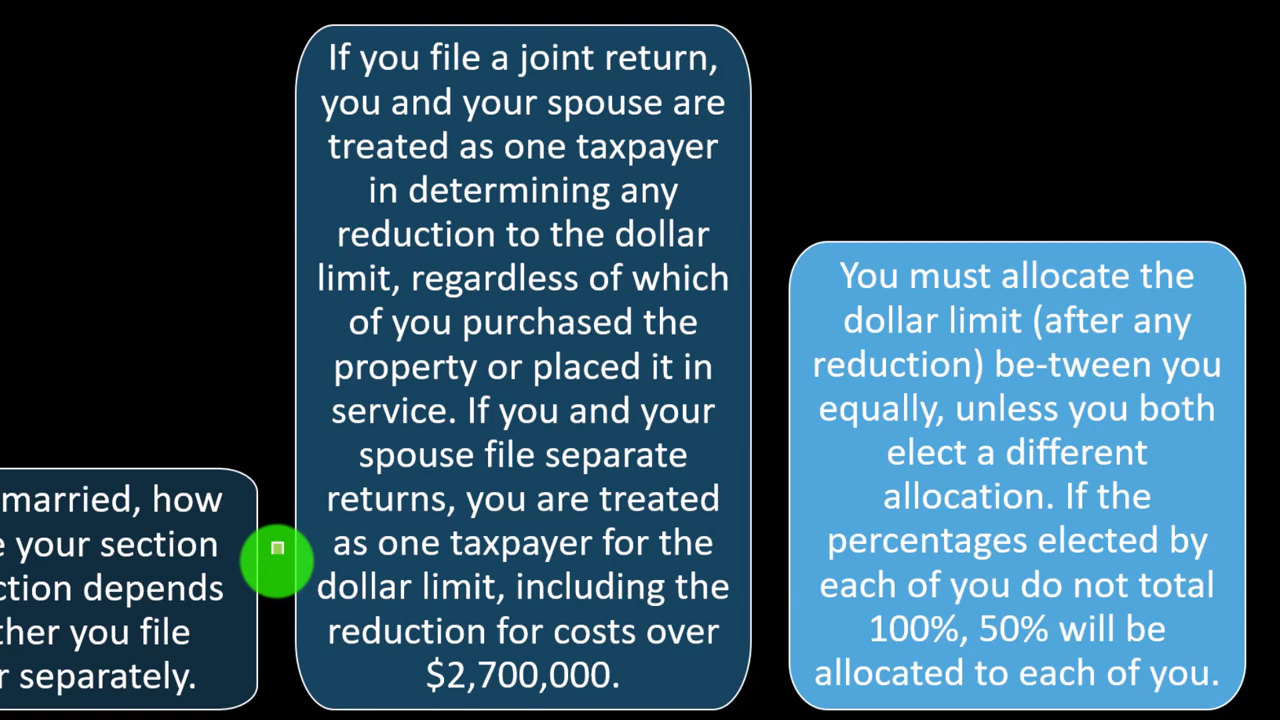 married, how
your section
depends
you file
separately.
If you file a joint return,
you and your spouse are
treated as one taxpayer
in determining any
reduction to the dollar
limit, regardless of which
of you purchased the
property or placed it in
service. If you and your
spouse file separate
returns, you are treated
as one taxpayer for the
dollar limit, including the
reduction for costs over
$2,700,000.
You must allocate the
dollar limit (after any
reduction) be-tween you
equally, unless you both
elect a different
allocation. If the
percentages elected by
each of you do not total
100%, 50% will be
allocated to each of you.